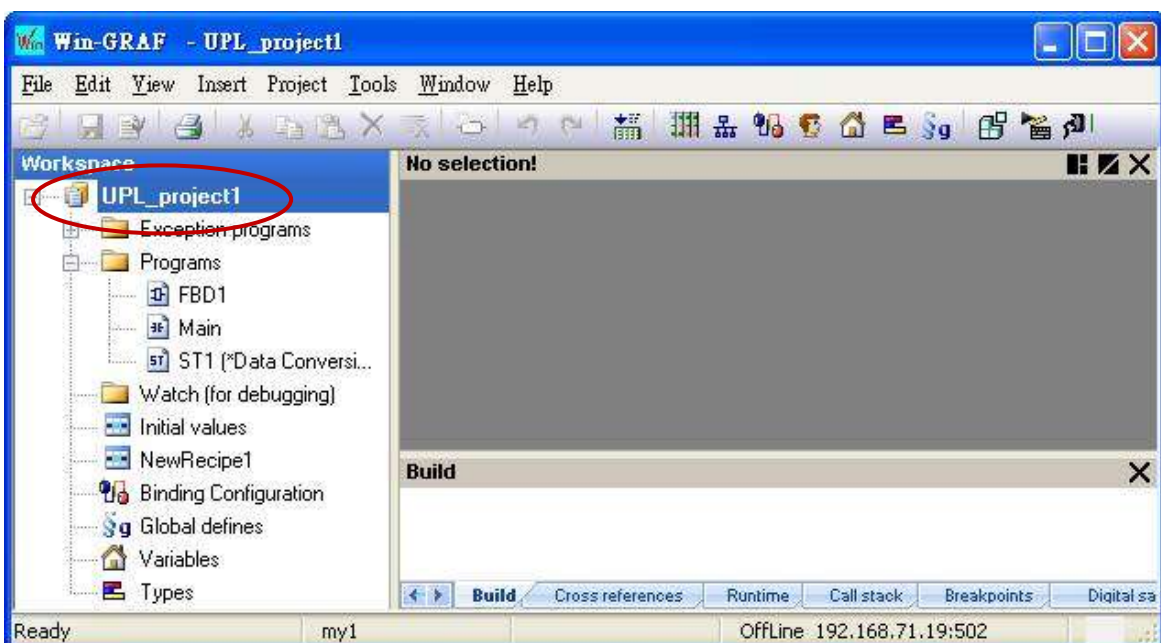 Win-GRAF - UPL_project1
File Edit View Insert Project Tools Window Help
Workspace
No selection!
UPL_project1
Exception programs
Programs
FBD1
Main
ST1 (*Data Conversi...
Watch (for debugging)
Initial values
NewRecipe1
Binding Configuration
Global defines
Variables
Types
Build
Build Cross references Runtime Call stack Breakpoints Digital sa
Ready my1 OffLine 192.168.71.19:502